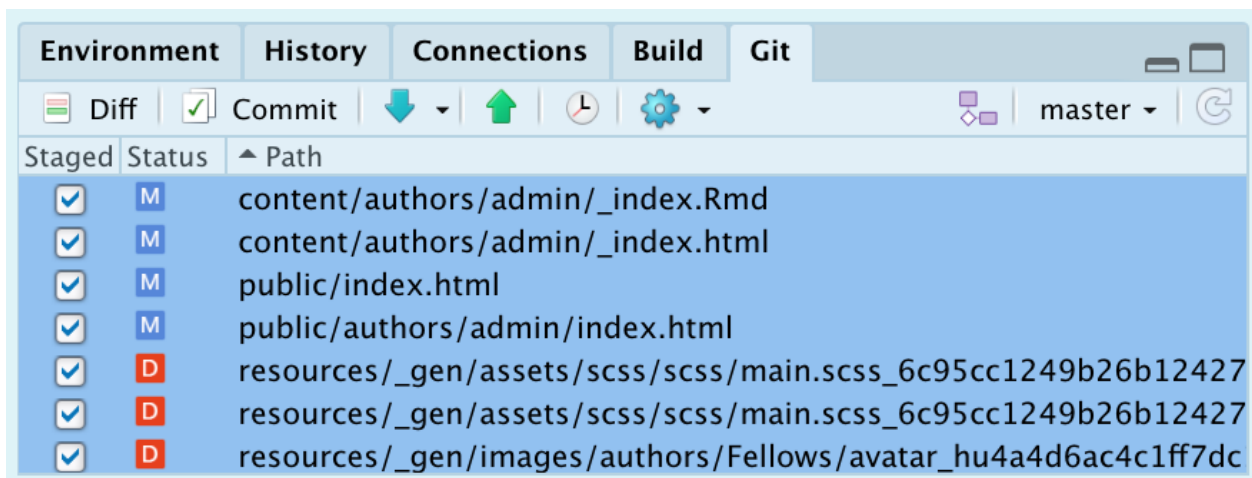 Environment History Connections Build Git
Diff Commit master
Staged Status Path
M content/authors/admin/_index.Rmd
M content/authors/admin/_index.html
M public/index.html
M public/authors/admin/index.html
D resources/_gen/assets/scss/scss/main.scss_6c95cc1249b26b12427
D resources/_gen/assets/scss/scss/main.scss_6c95cc1249b26b12427
D resources/_gen/images/authors/Fellows/avatar_hu4a4d6ac4c1ff7dc